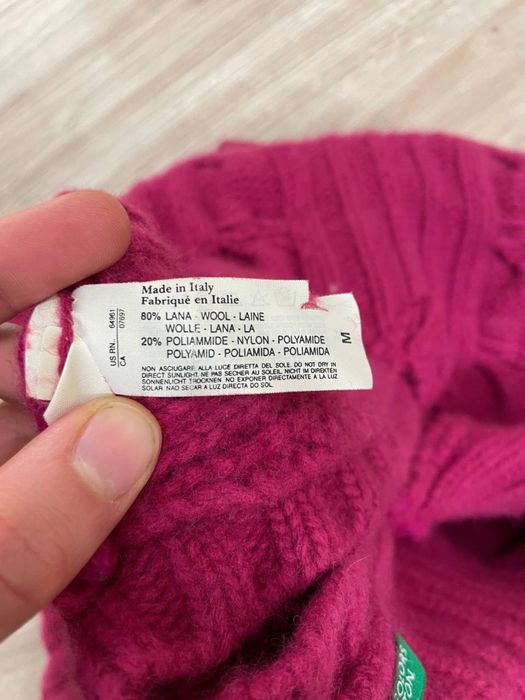 Made in Italy
Fabriqué en Italie
80% LANA - WOOL - LAINE
WOLLE - LANA - LA
20% POLIAMMIDE - NYLON - POLYAMIDE
POLYAMID - POLIAMIDA - POLIAMIDA
NON ASCIUGARE ALLA LUCE DIRETTA DEL SOLE. DO NOT DRY IN
DIRECT SUNLIGHT. NE PAS SECHER AU SOLEIL. NICHT IM DIREKTEN
SONNENLICHT TROCKNEN. NO EXPONER DIRECTAMENTE A LA LUZ
SOLAR. NAO SECAR A LUZ DIRECTA DO SOL.
M
US.RN.. 64961
CA 07697